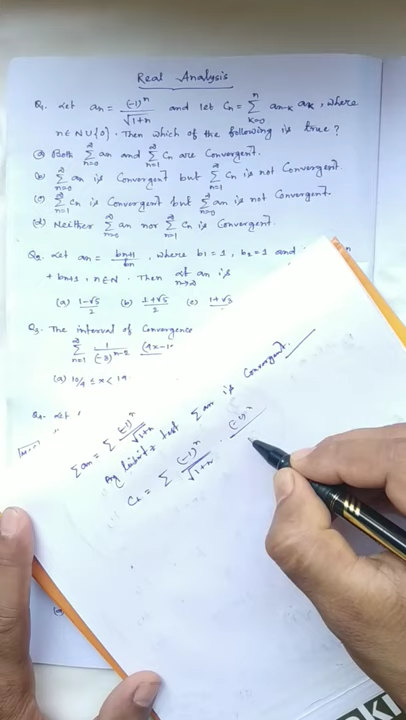 Real Analysis
Q1. Let an = (-1)^n / √1+n and let Cn = Σ_{k=0}^{n} an-k ak, where
n∈N∪{0}. Then which of the following is true?
(a) Both Σ_{n=0}^{∞} an and Σ_{n=1}^{∞} Cn are Convergent.
(b) Σ_{n=0}^{∞} an is Convergent but Σ_{n=1}^{∞} Cn is not Convergent.
(c) Σ_{n=1}^{∞} Cn is Convergent but Σ_{n=0}^{∞} an is not Convergent.
(d) Neither Σ_{n=0}^{∞} an nor Σ_{n=1}^{∞} Cn is Convergent.
Q2. Let an = bn+1 / bn, where b1=1, b2=1 and
+ bn+1, n∈N. Then lt_{n→∞} an is
(a) 1-√5 / 2 (b) 1+√5 / 2 (c) 1+√3
Q3. The interval of Convergence
Σ_{n=1}^{∞} 1 / (-3)^{n-2} (4x-1
(a) 10/4 ≤ x < 14
Q4. Let
Σan = Σ (-1)^n / √1+n
By test Σan is Convergent.
Σ (-1)^n / √1+n . (-1)^n